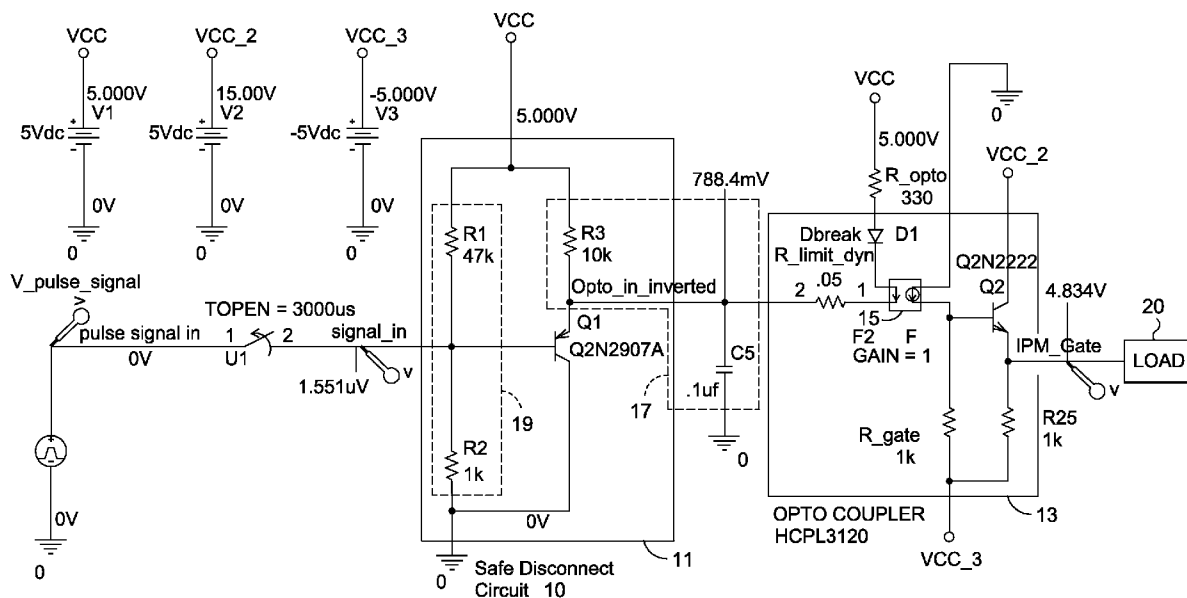 VCC
5.000V
V1
5Vdc
+
-
0V
0
VCC_2
15.00V
V2
5Vdc
+
-
0V
0
VCC_3
-5.000V
V3
-5Vdc
+
-
0V
0
V_pulse_signal
v
pulse signal in
0V
TOPEN = 3000us
1
2
U1
signal_in
1.551uV
v
+
-
0V
0
VCC
5.000V
R1
47k
R2
1k
19
R3
10k
Opto_in_inverted
Q1
Q2N2907A
17
0V
0
11
Safe Disconnect
Circuit 10
788.4mV
C5
.1uf
0
VCC
5.000V
R_opto
330
0
VCC_2
Dbreak
D1
R_limit_dyn
.05
2
1
15
F2
F
GAIN = 1
Q2N2222
Q2
4.834V
IPM_Gate
v
20
LOAD
R_gate
1k
R25
1k
13
OPTO COUPLER
HCPL3120
VCC_3